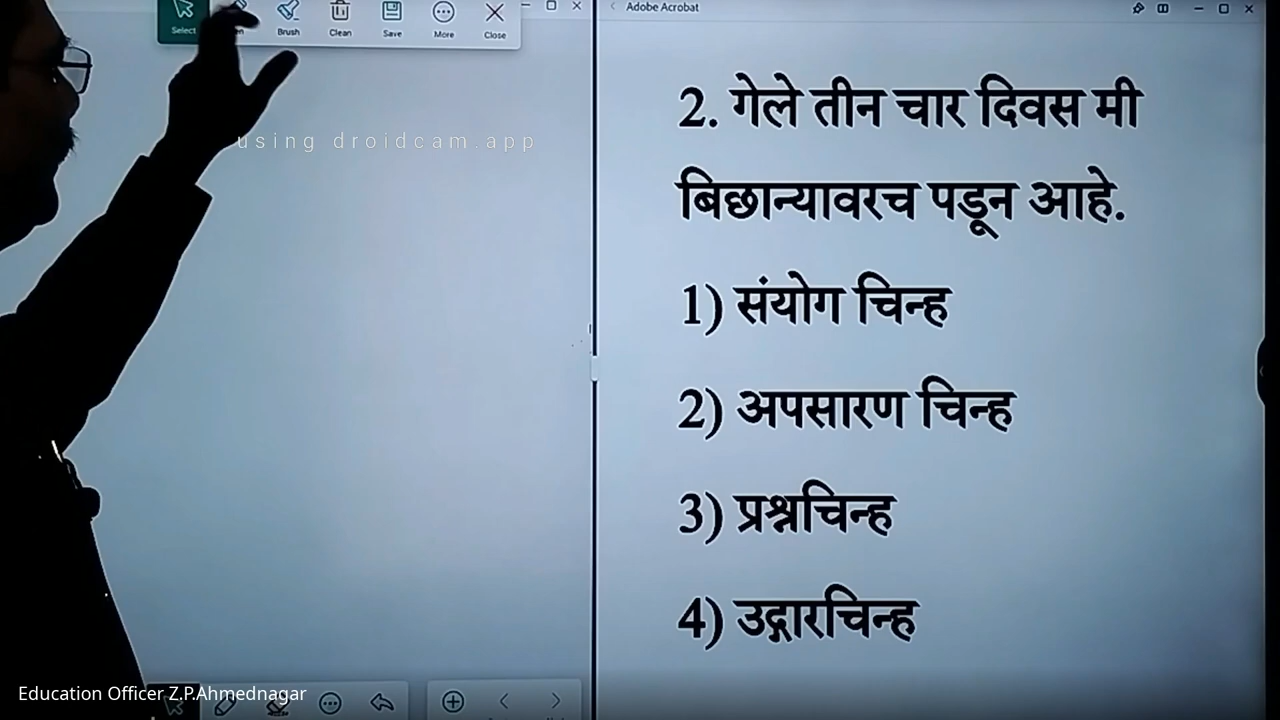 Select
Brush
Clean
Save
More
Close
Adobe Acrobat
using droidcam.app
2. गेले तीन चार दिवस मी
बिछान्यावरच पडून आहे.
1) संयोग चिन्ह
2) अपसारण चिन्ह
3) प्रश्नचिन्ह
4) उद्गारचिन्ह
Education Officer Z.P.Ahmednagar